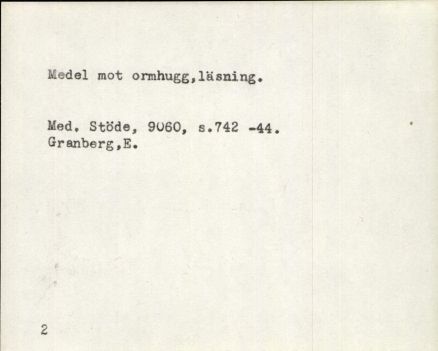 Medel mot ormhugg,läsning.
Med. Stöde, 9060, s.742 -44.
Granberg,E.
2